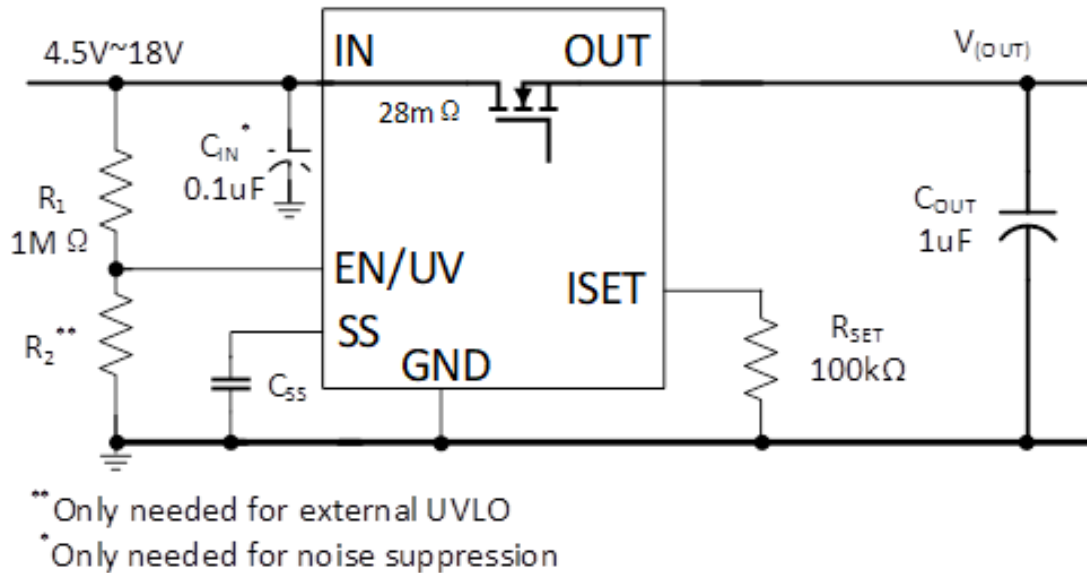 4.5V~18V
IN
OUT
V(OUT)
28mΩ
CIN*
0.1uF
R1
1MΩ
COUT
1uF
EN/UV
ISET
R2**
SS
RSET
100kΩ
GND
CSS
**Only needed for external UVLO
*Only needed for noise suppression